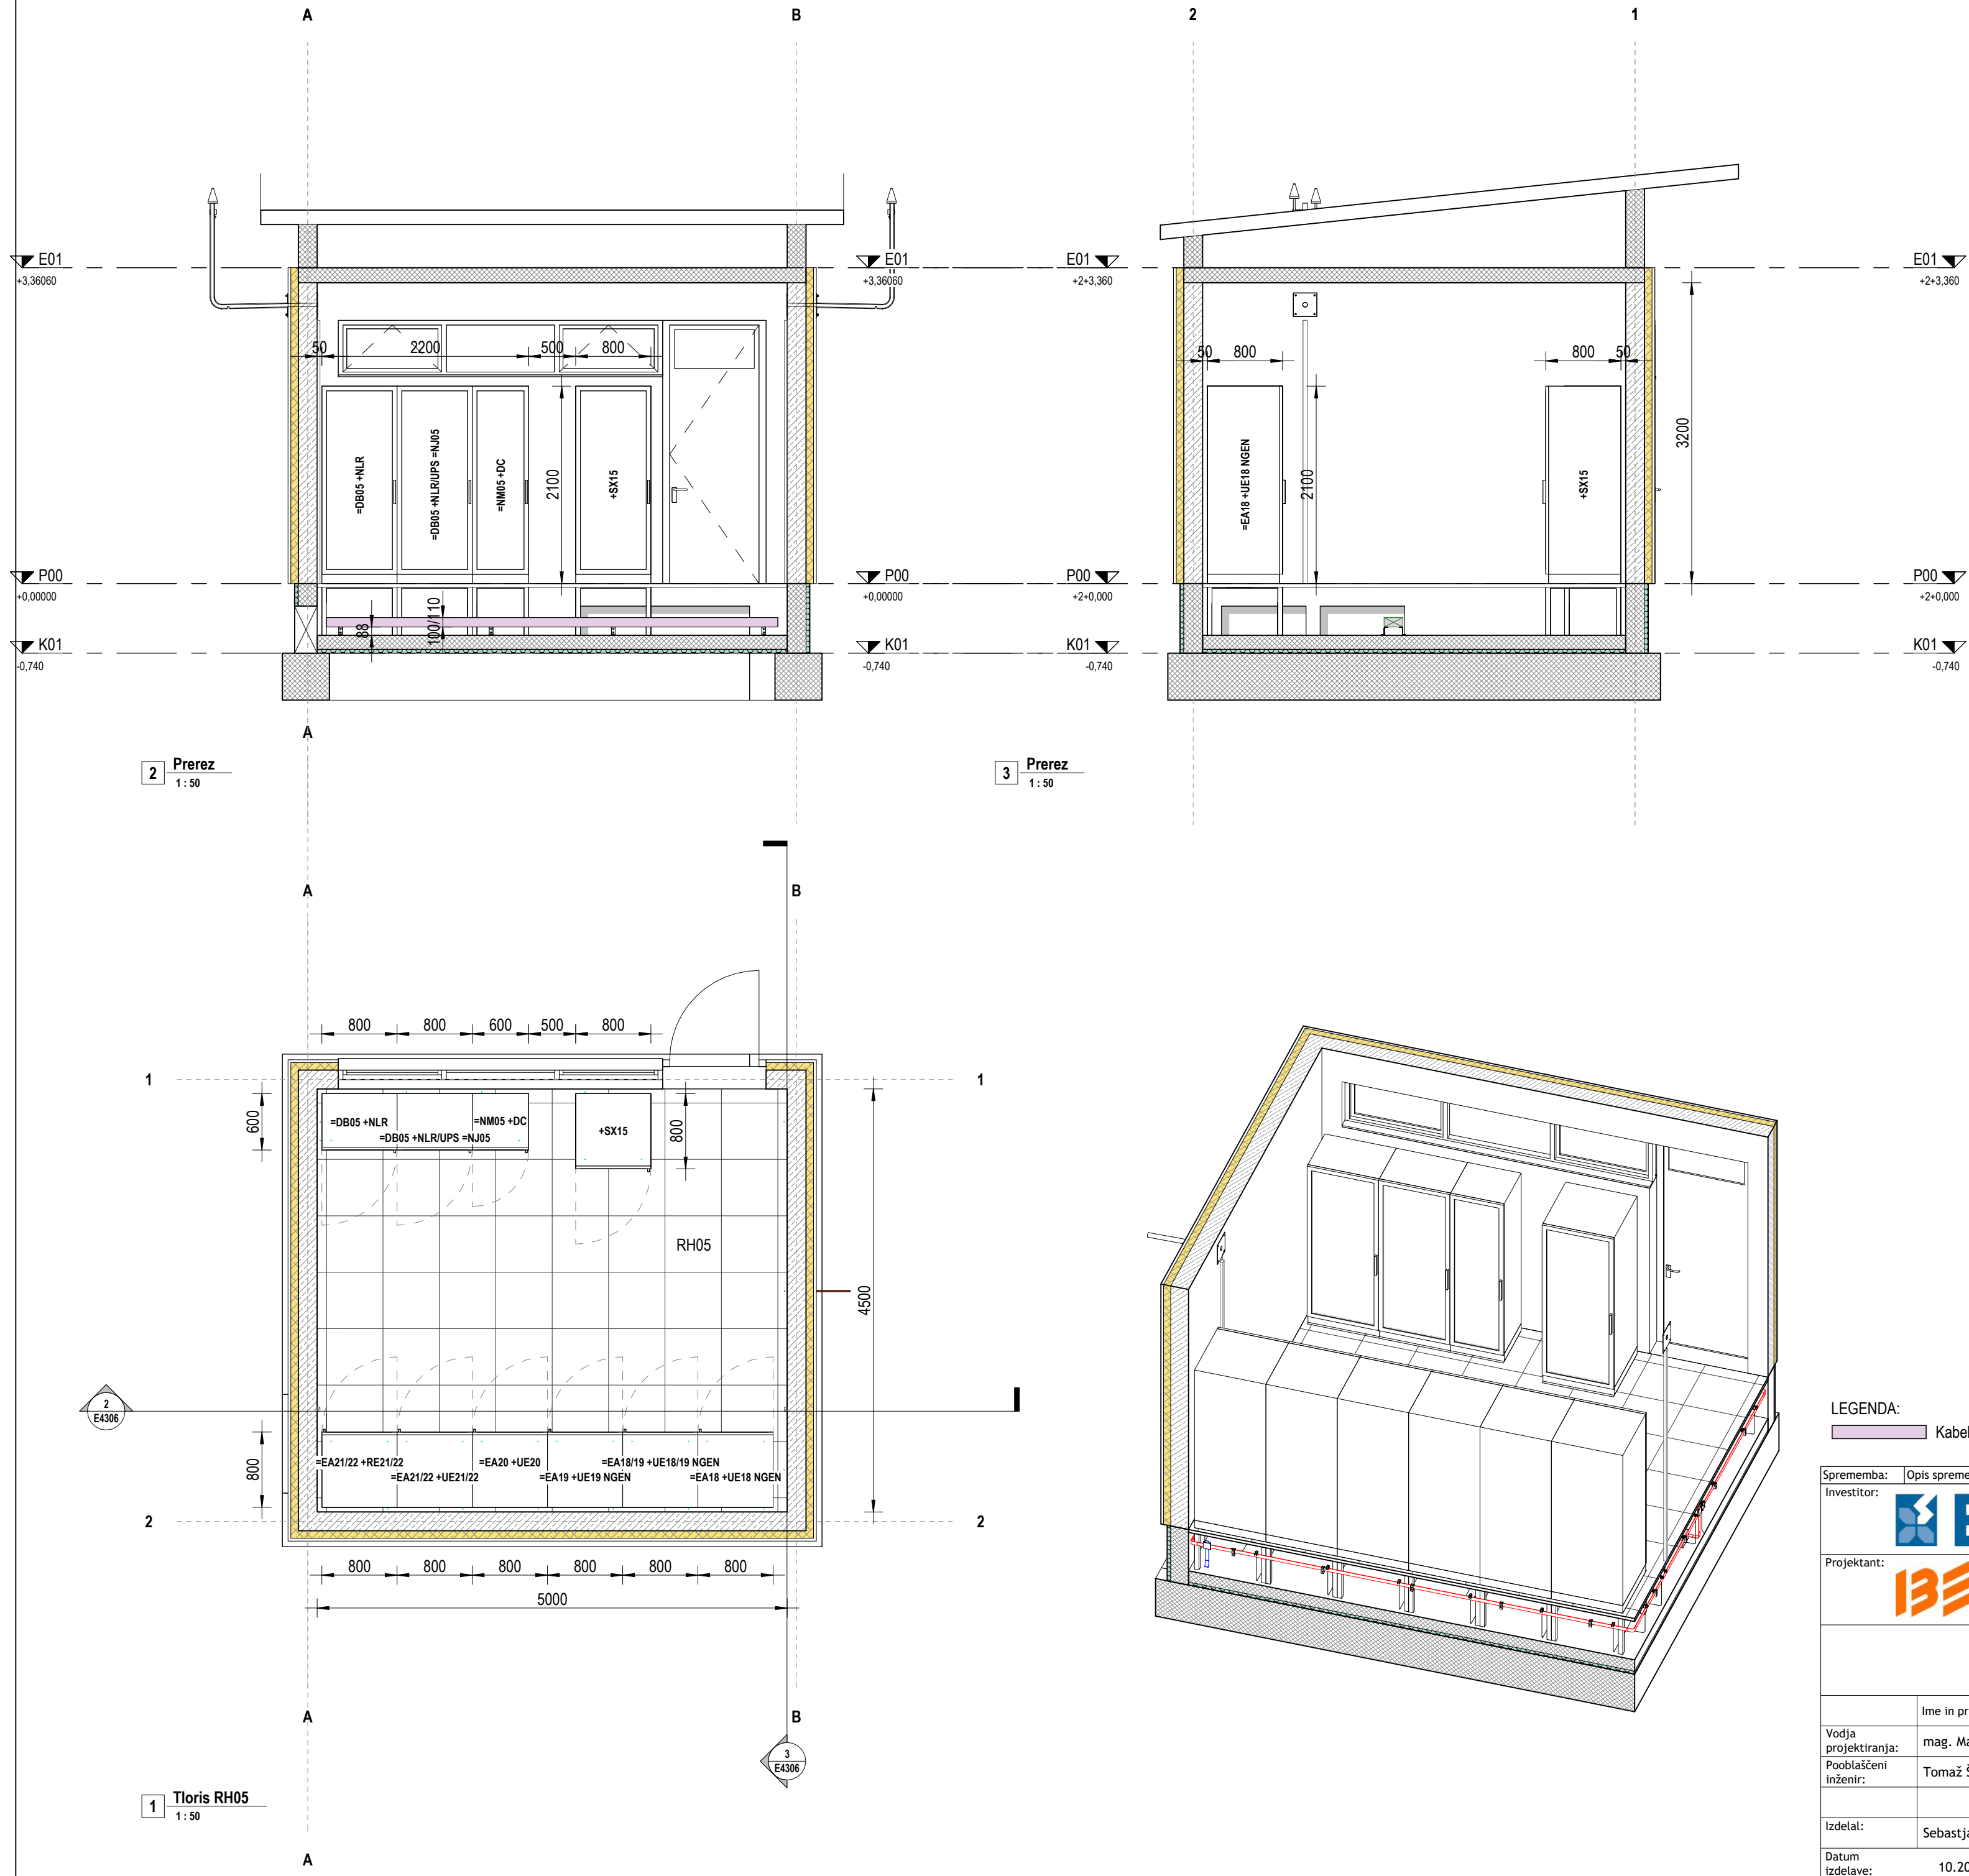 A
B
2
1
E01
+3,36060
E01
+3,36060
E01
+2+3,360
E01
+2+3,360
50
2200
500
800
50
800
800
50
=DB05 +NLR
=DB05 +NLR/UPS =NJ05
=NM05 +DC
2100
+SX15
=EA18 +UE18 NGEN
2100
+SX15
3200
P00
+0,00000
P00
+0,00000
P00
+2+0,000
P00
+2+0,000
88
100/110
K01
-0,740
K01
-0,740
K01
-0,740
K01
-0,740
A
2 Prerez
1 : 50
3 Prerez
1 : 50
A
B
800
800
600
500
800
1
1
600
=DB05 +NLR
=NM05 +DC
=DB05 +NLR/UPS =NJ05
+SX15
800
RH05
4500
2
E4306
800
=EA21/22 +RE21/22
=EA20 +UE20
=EA18/19 +UE18/19 NGEN
=EA21/22 +UE21/22
=EA19 +UE19 NGEN
=EA18 +UE18 NGEN
2
2
800
800
800
800
800
800
5000
A
B
3
E4306
1 Tloris RH05
1 : 50
A
LEGENDA:
Sprememba:
Investitor:
Projektant:
Ime in
Vodja
projektiranja:
mag.
Pooblaščeni
inženir:
Tomaž
Izdelal:
Datum
izdelave: